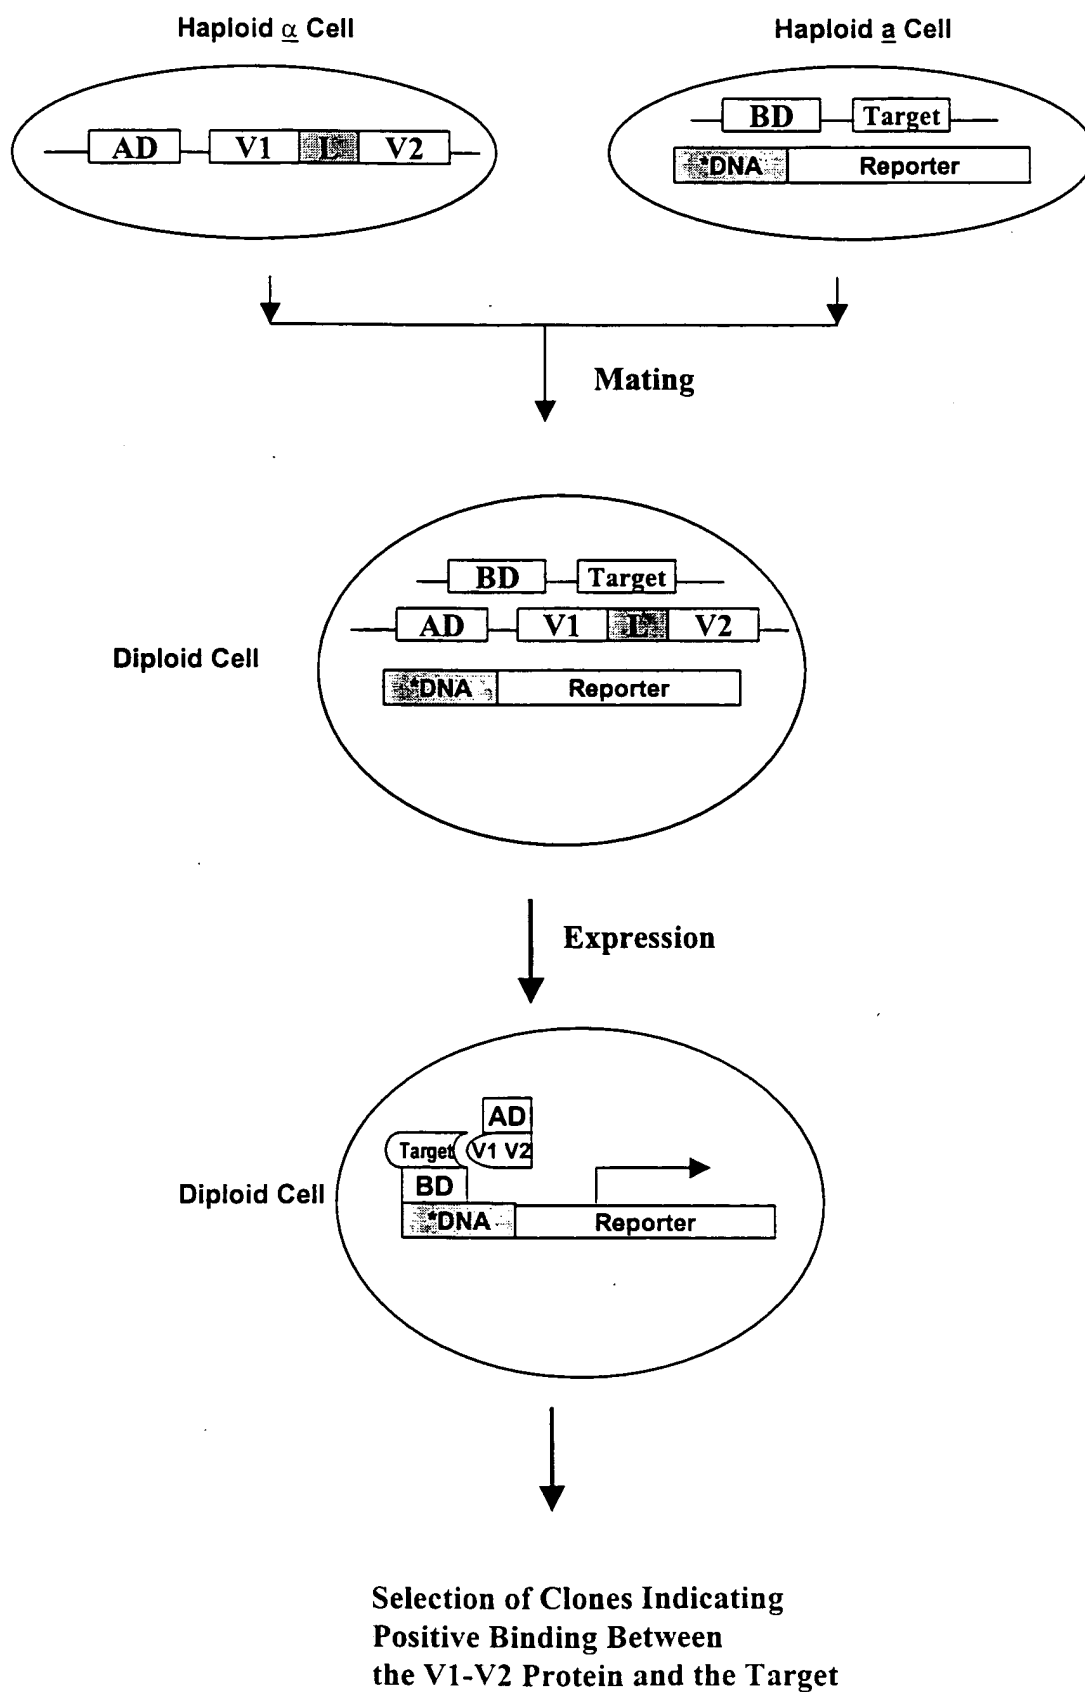 Haploid α Cell
Haploid a Cell
AD V1 L V2
BD Target
*DNA Reporter
Mating
BD Target
AD V1 L V2
*DNA Reporter
Diploid Cell
Expression
AD
Target V1 V2
BD
*DNA Reporter
Diploid Cell
Selection of Clones Indicating
Positive Binding Between
the V1-V2 Protein and the Target